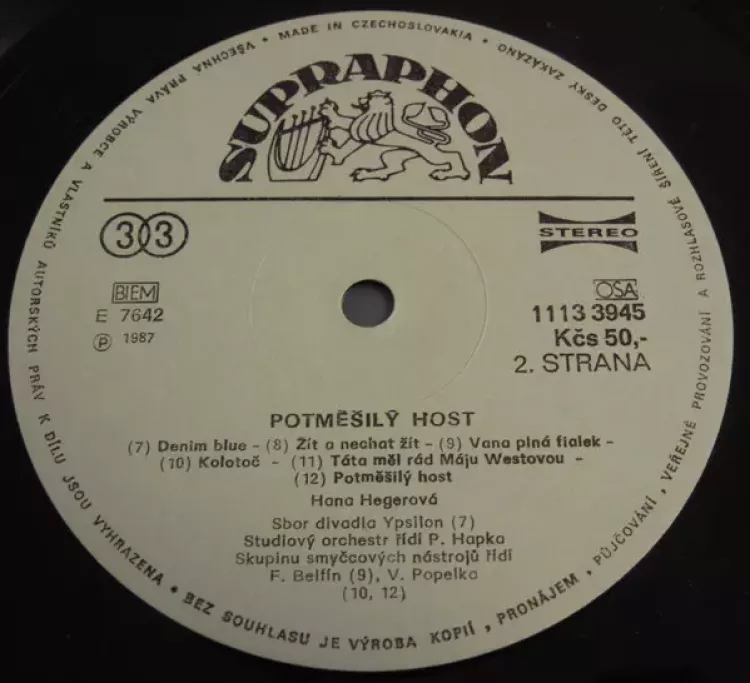 • MADE IN CZECHOSLOVAKIA • VŠECHNA PRÁVA VÝROBCE A VLASTNÍKŮ AUTORSKÝCH PRÁV K DÍLU JSOU VYHRAZENA • BEZ SOUHLASU JE VÝROBA KOPIÍ, PRONÁJEM, PŮJČOVÁNÍ, VEŘEJNÉ PROVOZOVÁNÍ A ROZHLASOVÉ ŠÍŘENÍ TÉTO DESKY ZAKÁZÁNO
SUPRAPHON
33
STEREO
BIEM
OSA
E 7642
1113 3945
Ⓟ 1987
Kčs 50,-
2. STRANA
POTMĚŠILÝ HOST
(7) Denim blue - (8) Žít a nechat žít - (9) Vana plná fialek -
(10) Kolotoč - (11) Táta měl rád Máju Westovou -
(12) Potměšilý host
Hana Hegerová
Sbor divadla Ypsilon (7)
Studiový orchestr řídí P. Hapka
Skupinu smyčcových nástrojů řídí
F. Belfín (9), V. Popelka
(10, 12)